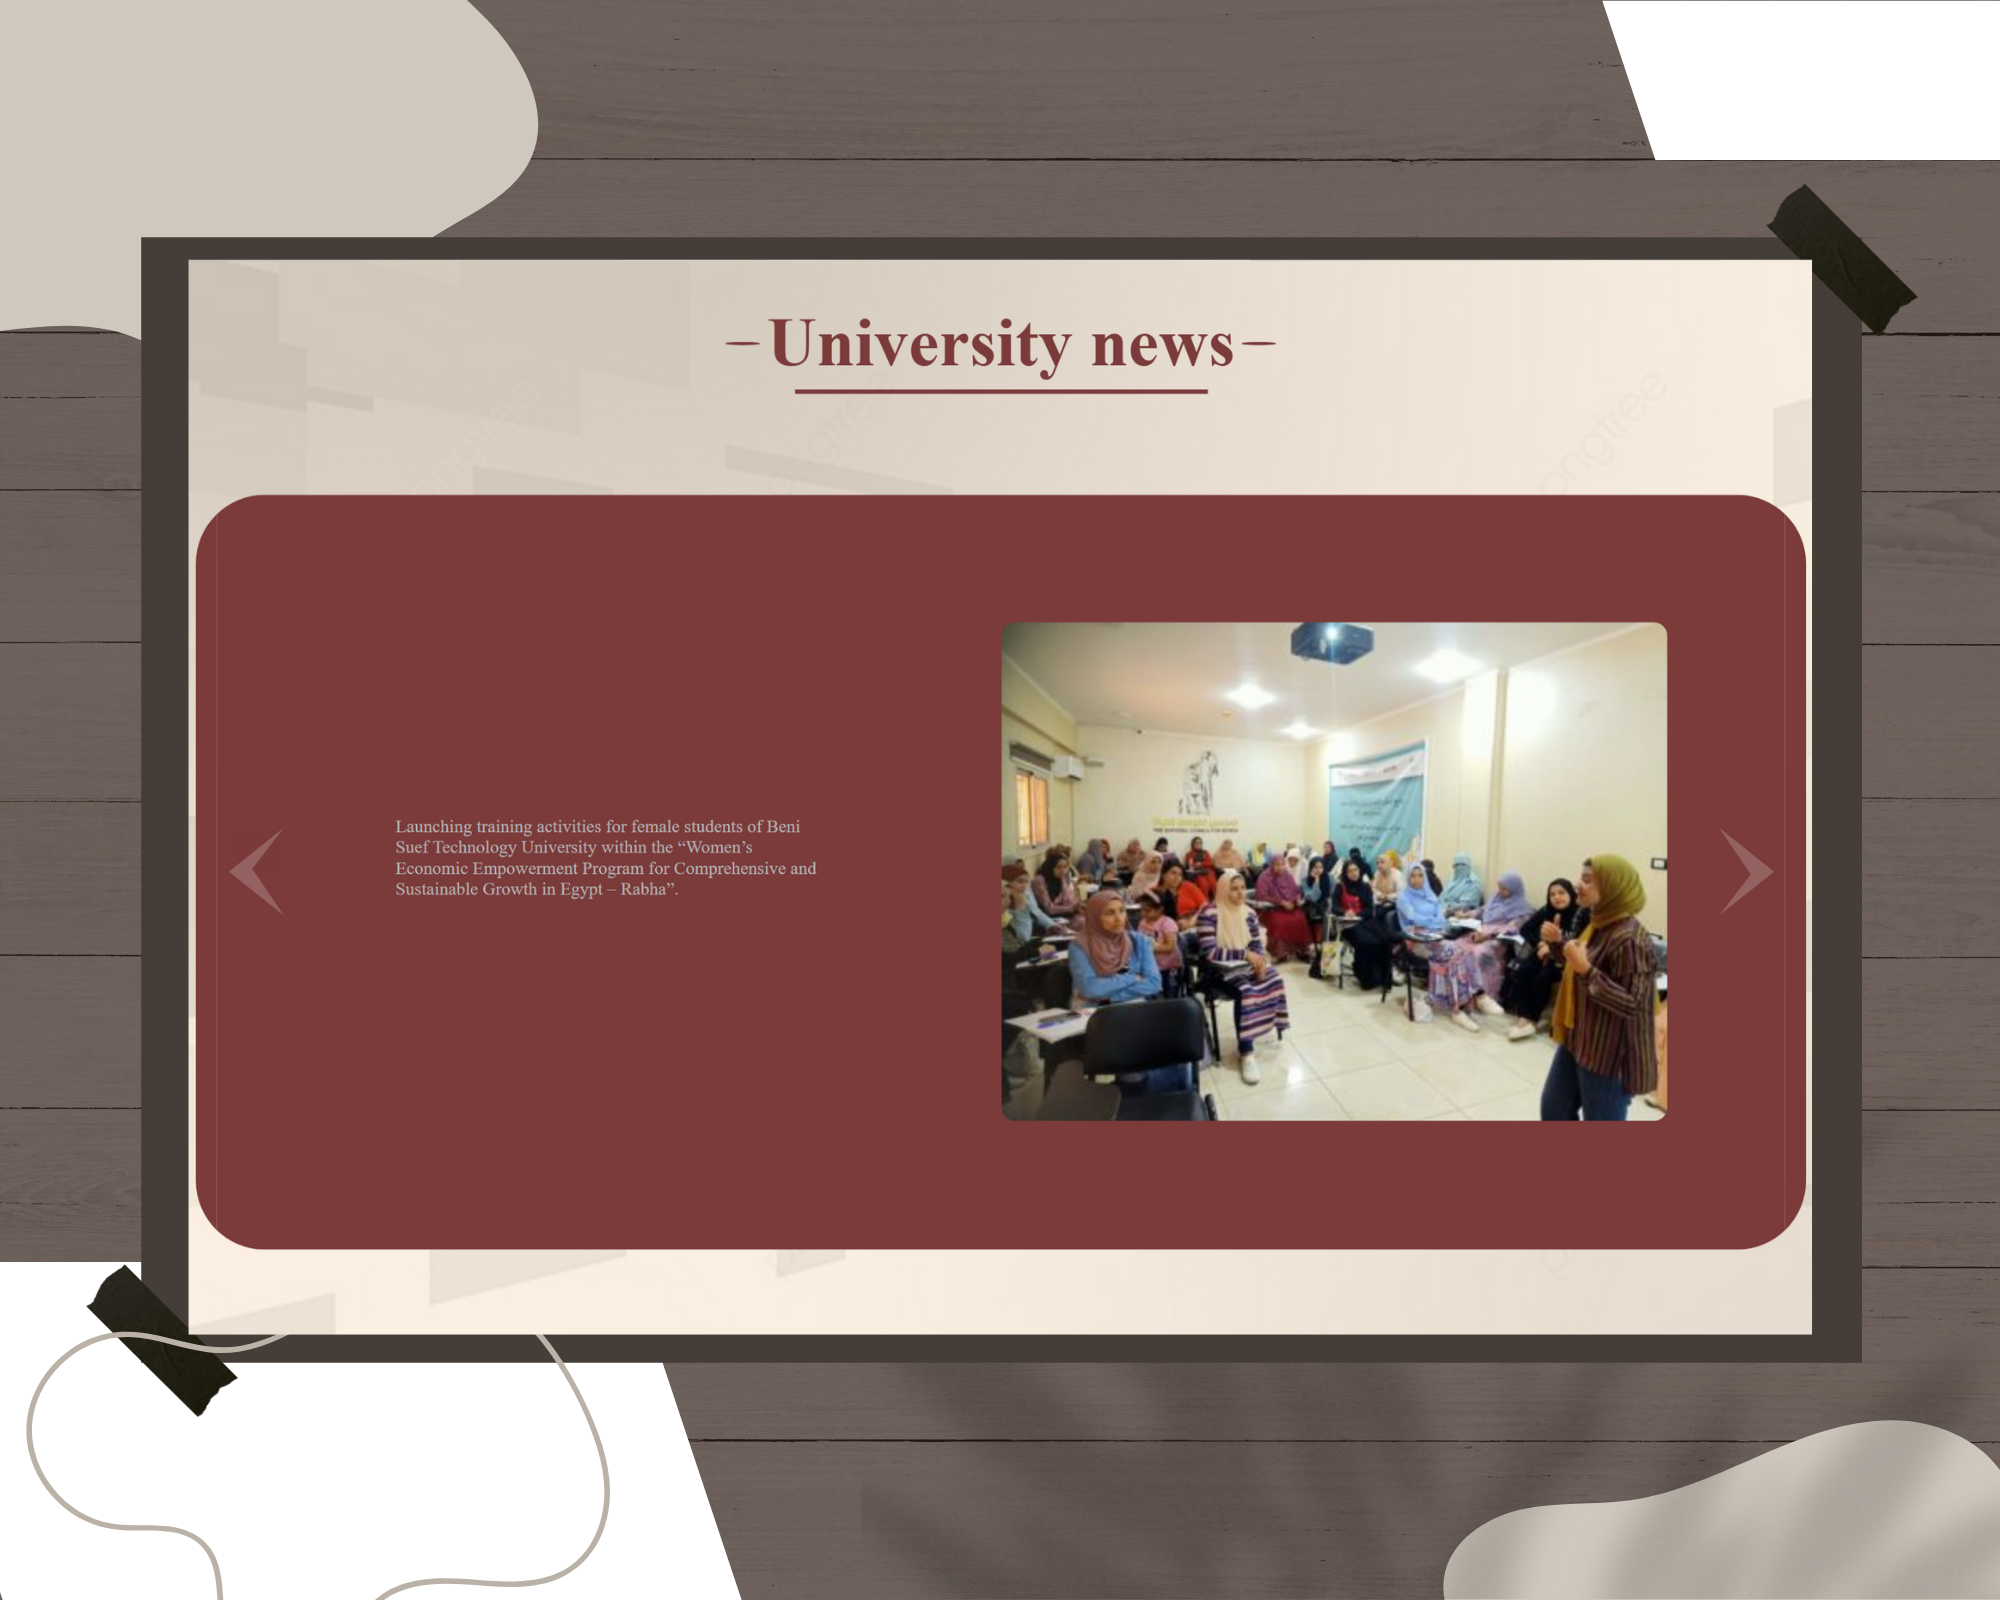 University news
Launching training activities for female students of Beni
Suef Technology University within the “Women’s
Economic Empowerment Program for Comprehensive and
Sustainable Growth in Egypt – Rabha”.